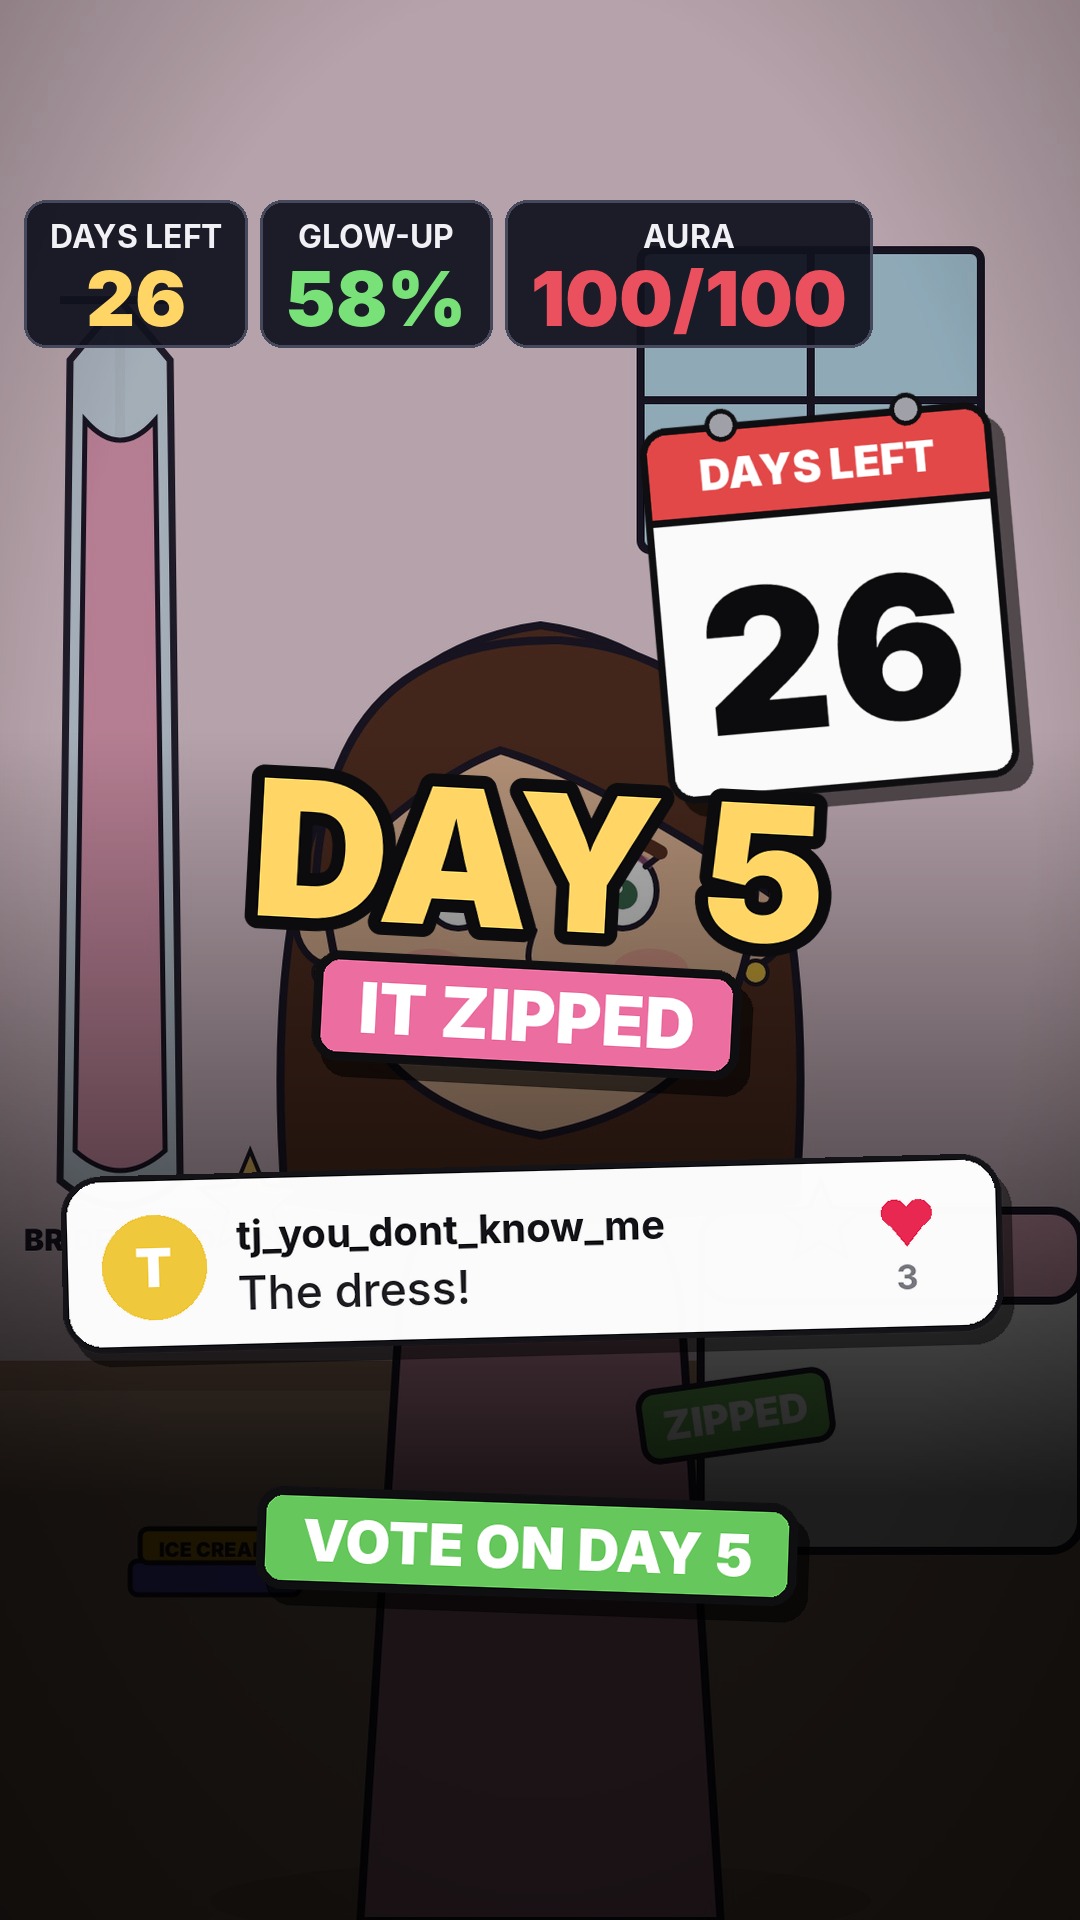 DAYS LEFT
26
GLOW-UP
58%
AURA
100/100
DAYS LEFT
26
DAY 5
IT ZIPPED
T
tj_you_dont_know_me
The dress!
3
ZIPPED
VOTE ON DAY 5
ICE